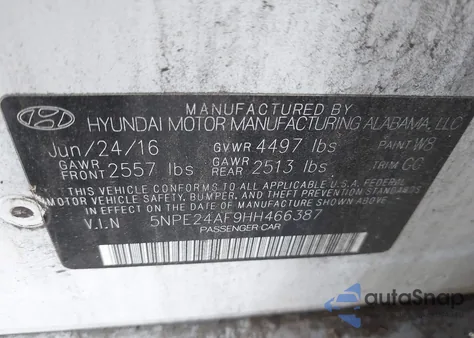 MANUFACTURED BY
HYUNDAI MOTOR MANUFACTURING ALABAMA, LLC
Jun/24/16 GVWR 4497 lbs PAINT W8
GAWR FRONT 2557 lbs GAWR REAR 2513 lbs TRIM GG
THIS VEHICLE CONFORMS TO ALL APPLICABLE U.S.A. FEDERAL
MOTOR VEHICLE SAFETY, BUMPER, AND THEFT PREVENTION STANDARDS
IN EFFECT ON THE DATE OF MANUFACTURE SHOWN ABOVE.
V.I.N 5NPE24AF9HH466387
PASSENGER CAR
autoSnap